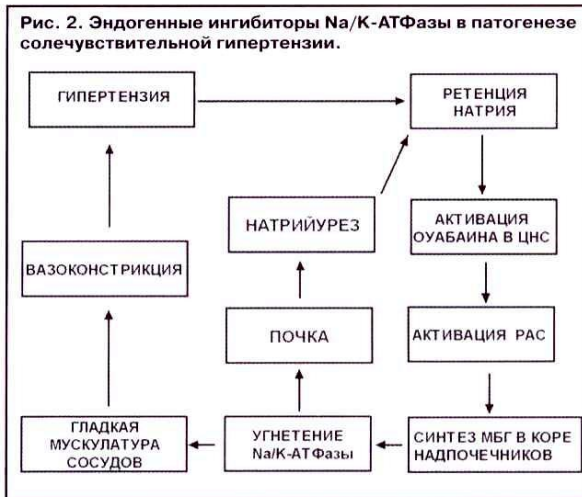 Рис. 2. Эндогенные ингибиторы Na/K-АТФазы в патогенезе
солечувствительной гипертензии.
ГИПЕРТЕНЗИЯ
РЕТЕНЦИЯ
НАТРИЯ
НАТРИЙУРЕЗ
АКТИВАЦИЯ
ОУАБАИНА В ЦНС
ВАЗОКОНСТРИКЦИЯ
ПОЧКА
АКТИВАЦИЯ РАС
ГЛАДКАЯ
МУСКУЛАТУРА
СОСУДОВ
УГНЕТЕНИЕ
Na/K-АТФазы
СИНТЕЗ МБГ В КОРЕ
НАДПОЧЕЧНИКОВ